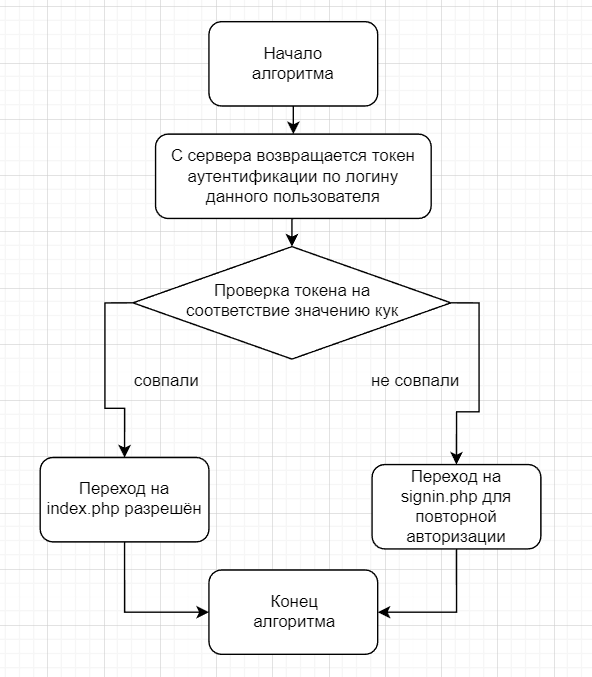 Начало
алгоритма
С сервера возвращается токен
аутентификации по логину
данного пользователя
Проверка токена на
соответствие значению кук
совпали
не совпали
Переход на
index.php разрешён
Переход на
signin.php для
повторной
авторизации
Конец
алгоритма